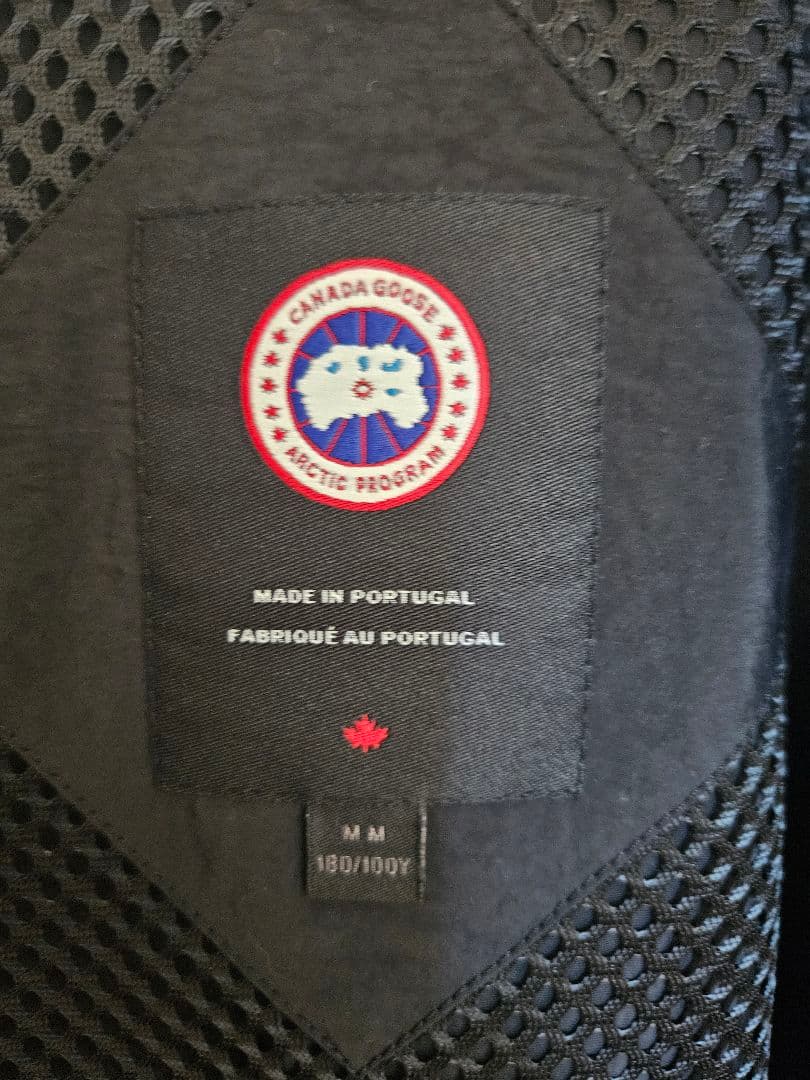 CANADA GOOSE
ARCTIC PROGRAM
MADE IN PORTUGAL
FABRIQUÉ AU PORTUGAL
M M
180/100Y